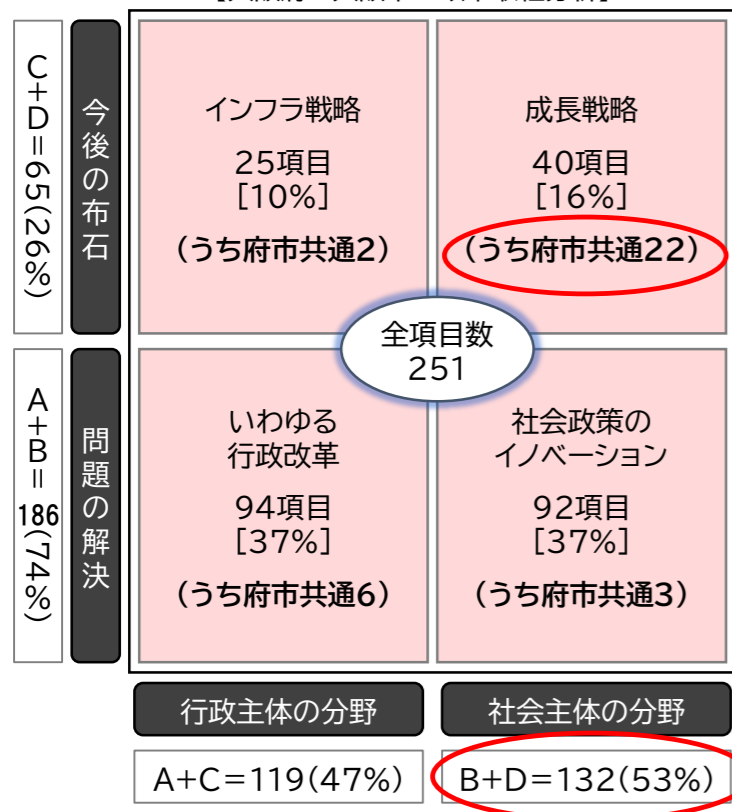 C+D=65(26%)
今後の布石
インフラ戦略
25項目
[10%]
(うち府市共通2)
成長戦略
40項目
[16%]
(うち府市共通22)
全項目数
251
A+B=186(74%)
問題の解決
いわゆる
行政改革
94項目
[37%]
(うち府市共通6)
社会政策の
イノベーション
92項目
[37%]
(うち府市共通3)
行政主体の分野
社会主体の分野
A+C=119(47%)
B+D=132(53%)